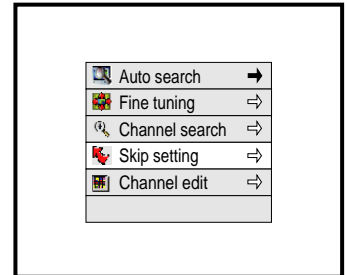 Auto search
Fine tuning
Channel search
Skip setting
Channel edit